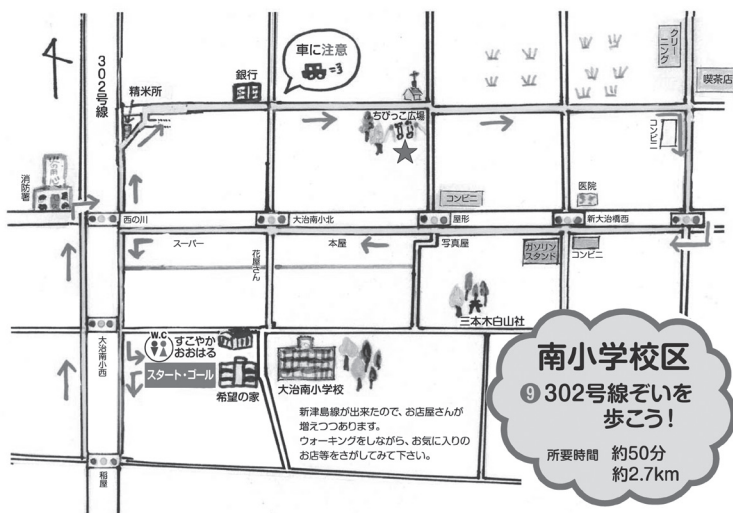 302号線
精米所
銀行
車に注意
クリーニング
喫茶店
ちびっこ広場
コンビニ
消防署
コンビニ
医院
西の川
大治南小北
屋形
新大治橋西
スーパー
花屋さん
本屋
写真屋
ガソリン
スタンド
コンビニ
三本木白山社
大治南小西
W.C
すこやか
おおはる
スタート・ゴール
希望の家
大治南小学校
新津島線が出来たので、お店屋さんが
増えつつあります。
ウォーキングをしながら、お気に入りの
お店等をさがしてみて下さい。
稲屋
南小学校区
9 302号線ぞいを
歩こう！
所要時間 約50分
約2.7km